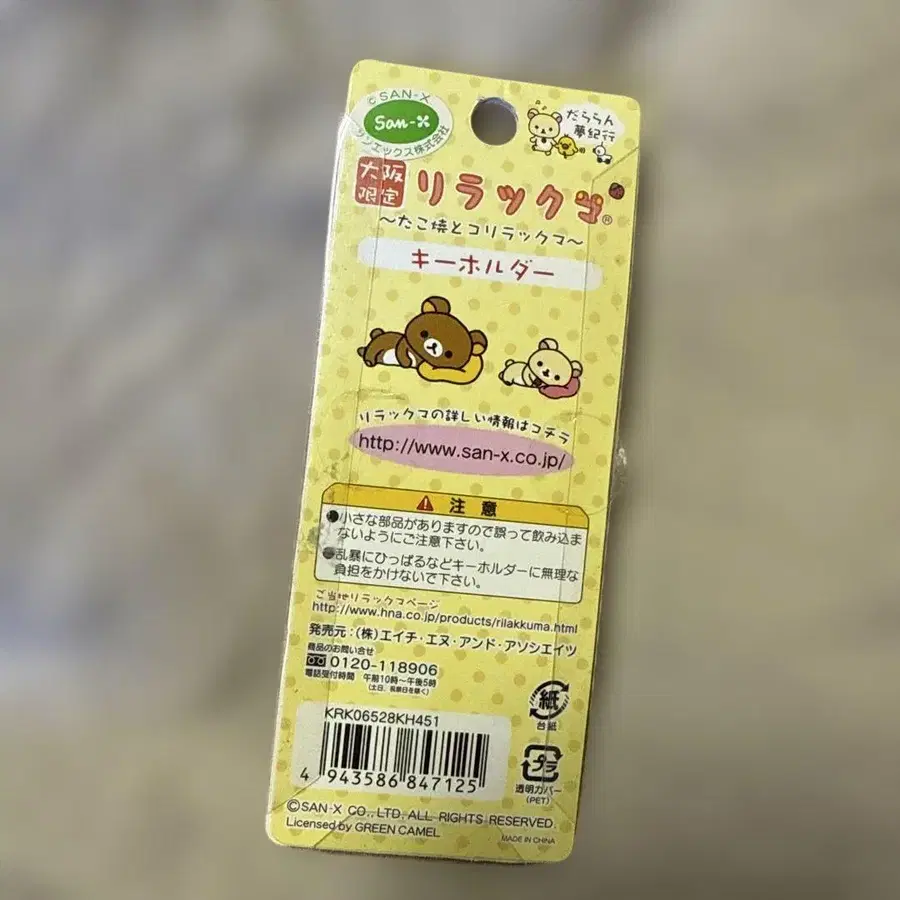 ©SAN-X
San-X
サンエックス株式会社
だららん
夢紀行
大阪
限定
リラックマ®
～たこ焼とコリラックマ～
キーホルダー
リラックマの詳しい情報はコチラ
http://www.san-x.co.jp/
注意
●小さな部品がありますので誤って飲み込ま
ないようにご注意下さい。
●乱暴にひっぱるなどキーホルダーに無理な
負担をかけないで下さい。
ご当地リラックマページ
http://www.hna.co.jp/products/rilakkuma.html
発売元：(株)エイチ・エヌ・アンド・アソシエイツ
商品のお問い合せ
0120-118906
電話受付時間 午前10時～午後5時
(土日、祝祭日を除く)
KRK06528KH451
4 943586 847125
紙
台紙
プラ
透明カバー
(PET)
©SAN-X CO.,LTD. ALL RIGHTS RESERVED.
Licensed by GREEN CAMEL
MADE IN CHINA